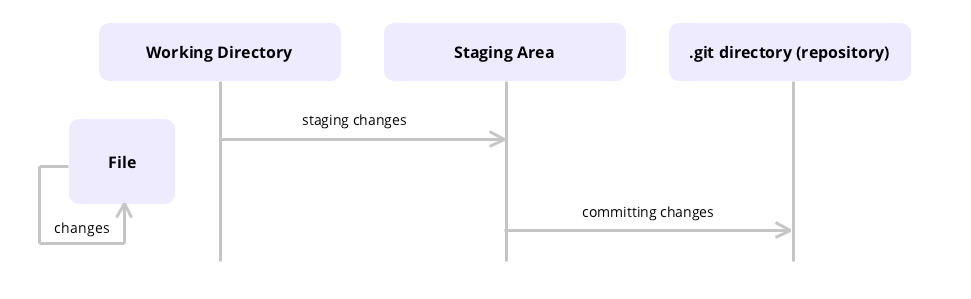 Working Directory
Staging Area
.git directory (repository)
staging changes
File
committing changes
changes